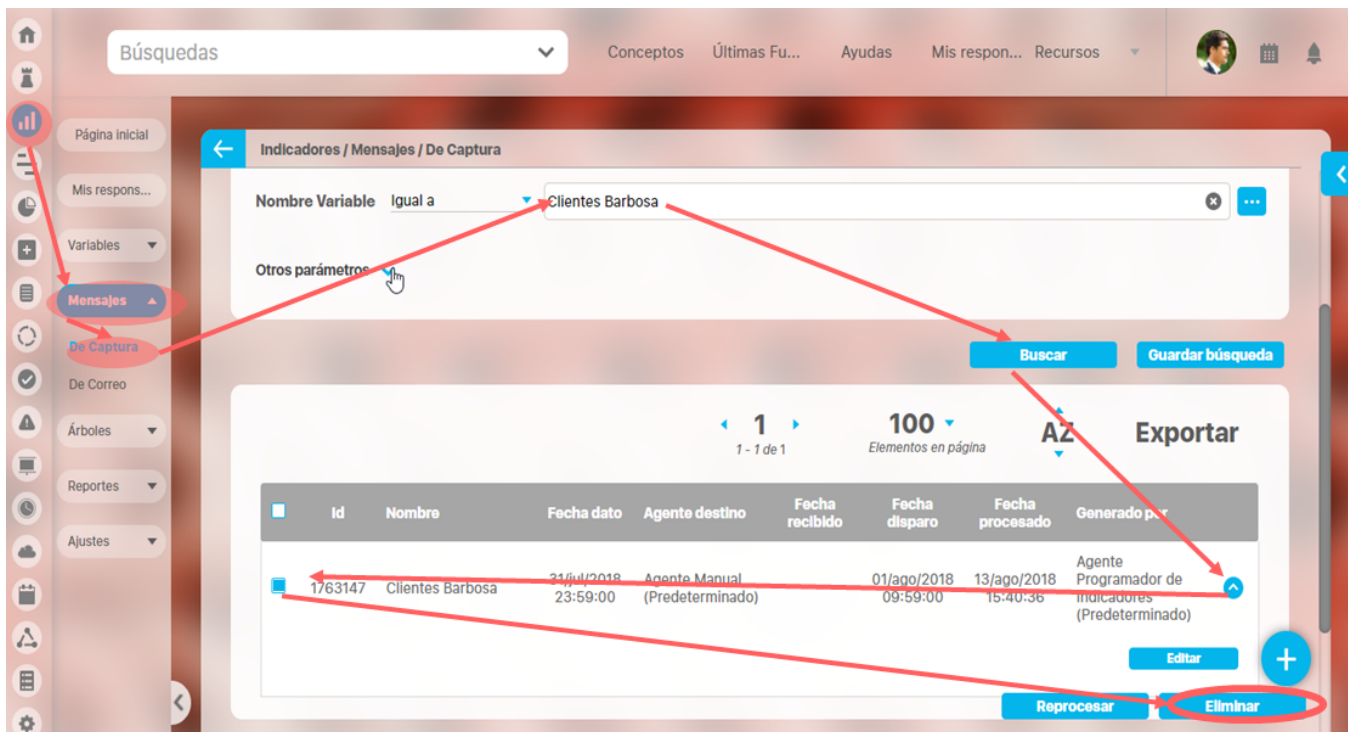 Búsquedas
Conceptos
Últimas Fu...
Ayudas
Mis respon...
Recursos
Página inicial
Mis respons...
Variables
Mensajes
De Captura
De Correo
Árboles
Reportes
Ajustes
Indicadores / Mensajes / De Captura
Nombre Variable Igual a Clientes Barbosa
Otros parámetros
Buscar
Guardar búsqueda
1
1 - 1 de 1
100
Elementos en página
AZ
Exportar
Id
Nombre
Fecha dato
Agente destino
Fecha
recibido
Fecha
disparo
Fecha
procesado
Generado por
1763147
Clientes Barbosa
31/jul/2018
23:59:00
Agente Manual
(Predeterminado)
01/ago/2018
09:59:00
13/ago/2018
15:40:36
Agente
Programador de
Indicadores
(Predeterminado)
Editar
Reprocesar
Eliminar